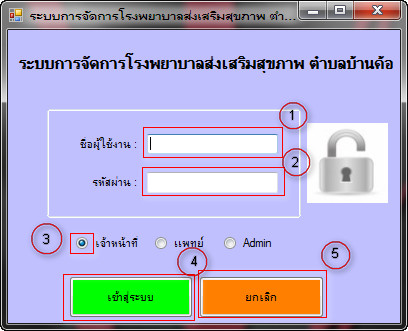 ระบบการจัดการโรงพยาบาลส่งเสริมสุขภาพ ตำ...
ระบบการจัดการโรงพยาบาลส่งเสริมสุขภาพ ตำบลบ้านค้อ
1
ชื่อผู้ใช้งาน :
2
รหัสผ่าน :
3 เจ้าหน้าที่ แพทย์ Admin
4 5
เข้าสู่ระบบ ยกเลิก